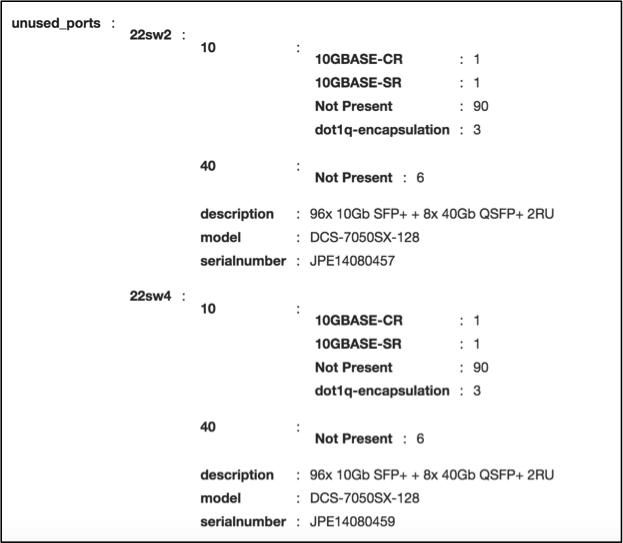 unused_ports :
22sw2 :
10 :
10GBASE-CR : 1
10GBASE-SR : 1
Not Present : 90
dot1q-encapsulation : 3
40 :
Not Present : 6
description : 96x 10Gb SFP+ + 8x 40Gb QSFP+ 2RU
model : DCS-7050SX-128
serialnumber : JPE14080457
22sw4 :
10 :
10GBASE-CR : 1
10GBASE-SR : 1
Not Present : 90
dot1q-encapsulation : 3
40 :
Not Present : 6
description : 96x 10Gb SFP+ + 8x 40Gb QSFP+ 2RU
model : DCS-7050SX-128
serialnumber : JPE14080459